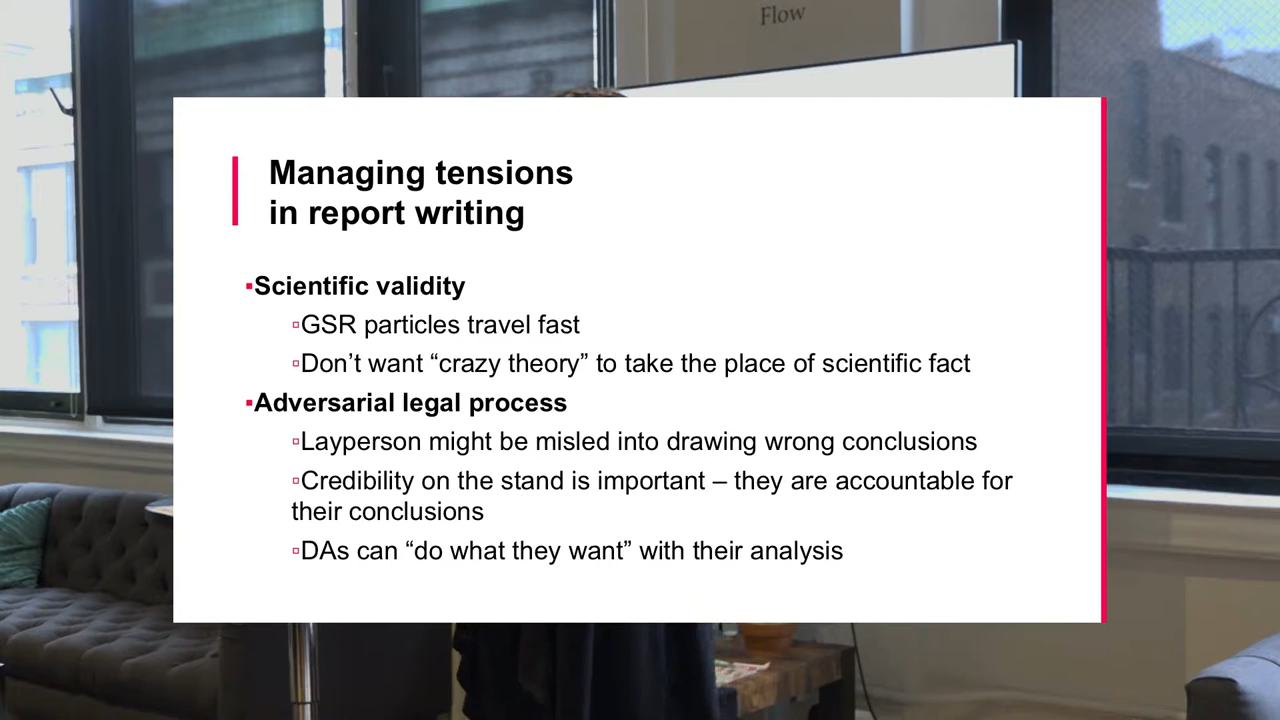 Flow
Managing tensions
in report writing
▪Scientific validity
▫GSR particles travel fast
▫Don’t want “crazy theory” to take the place of scientific fact
▪Adversarial legal process
▫Layperson might be misled into drawing wrong conclusions
▫Credibility on the stand is important – they are accountable for
their conclusions
▫DAs can “do what they want” with their analysis